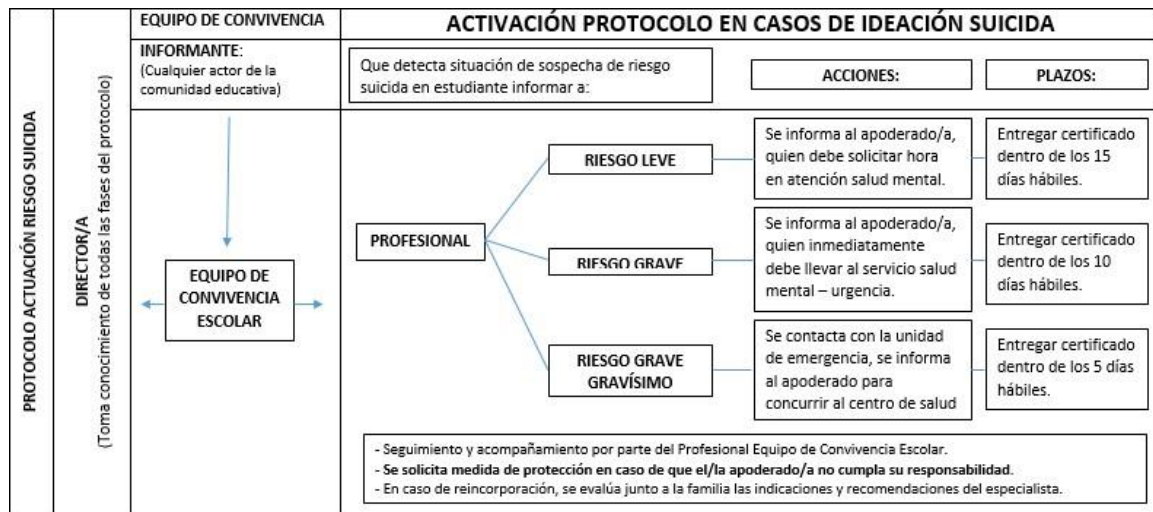 PROTOCOLO ACTUACIÓN RIESGO SUICIDA
DIRECTOR/A
(Toma conocimiento de todas las fases del protocolo)
EQUIPO DE CONVIVENCIA
ACTIVACIÓN PROTOCOLO EN CASOS DE IDEACIÓN SUICIDA
INFORMANTE:
(Cualquier actor de la
comunidad educativa)
Que detecta situación de sospecha de riesgo
suicida en estudiante informar a:
ACCIONES:
PLAZOS:
EQUIPO DE
CONVIVENCIA
ESCOLAR
PROFESIONAL
RIESGO LEVE
Se informa al apoderado/a,
quien debe solicitar hora
en atención salud mental.
Entregar certificado
dentro de los 15
días hábiles.
RIESGO GRAVE
Se informa al apoderado/a,
quien inmediatamente
debe llevar al servicio salud
mental – urgencia.
Entregar certificado
dentro de los 10
días hábiles.
RIESGO GRAVE
GRAVÍSIMO
Se contacta con la unidad
de emergencia, se informa
al apoderado para
concurrir al centro de salud
Entregar certificado
dentro de los 5 días
hábiles.
- Seguimiento y acompañamiento por parte del Profesional Equipo de Convivencia Escolar.
- Se solicita medida de protección en caso de que el/la apoderado/a no cumpla su responsabilidad.
- En caso de reincorporación, se evalúa junto a la familia las indicaciones y recomendaciones del especialista.